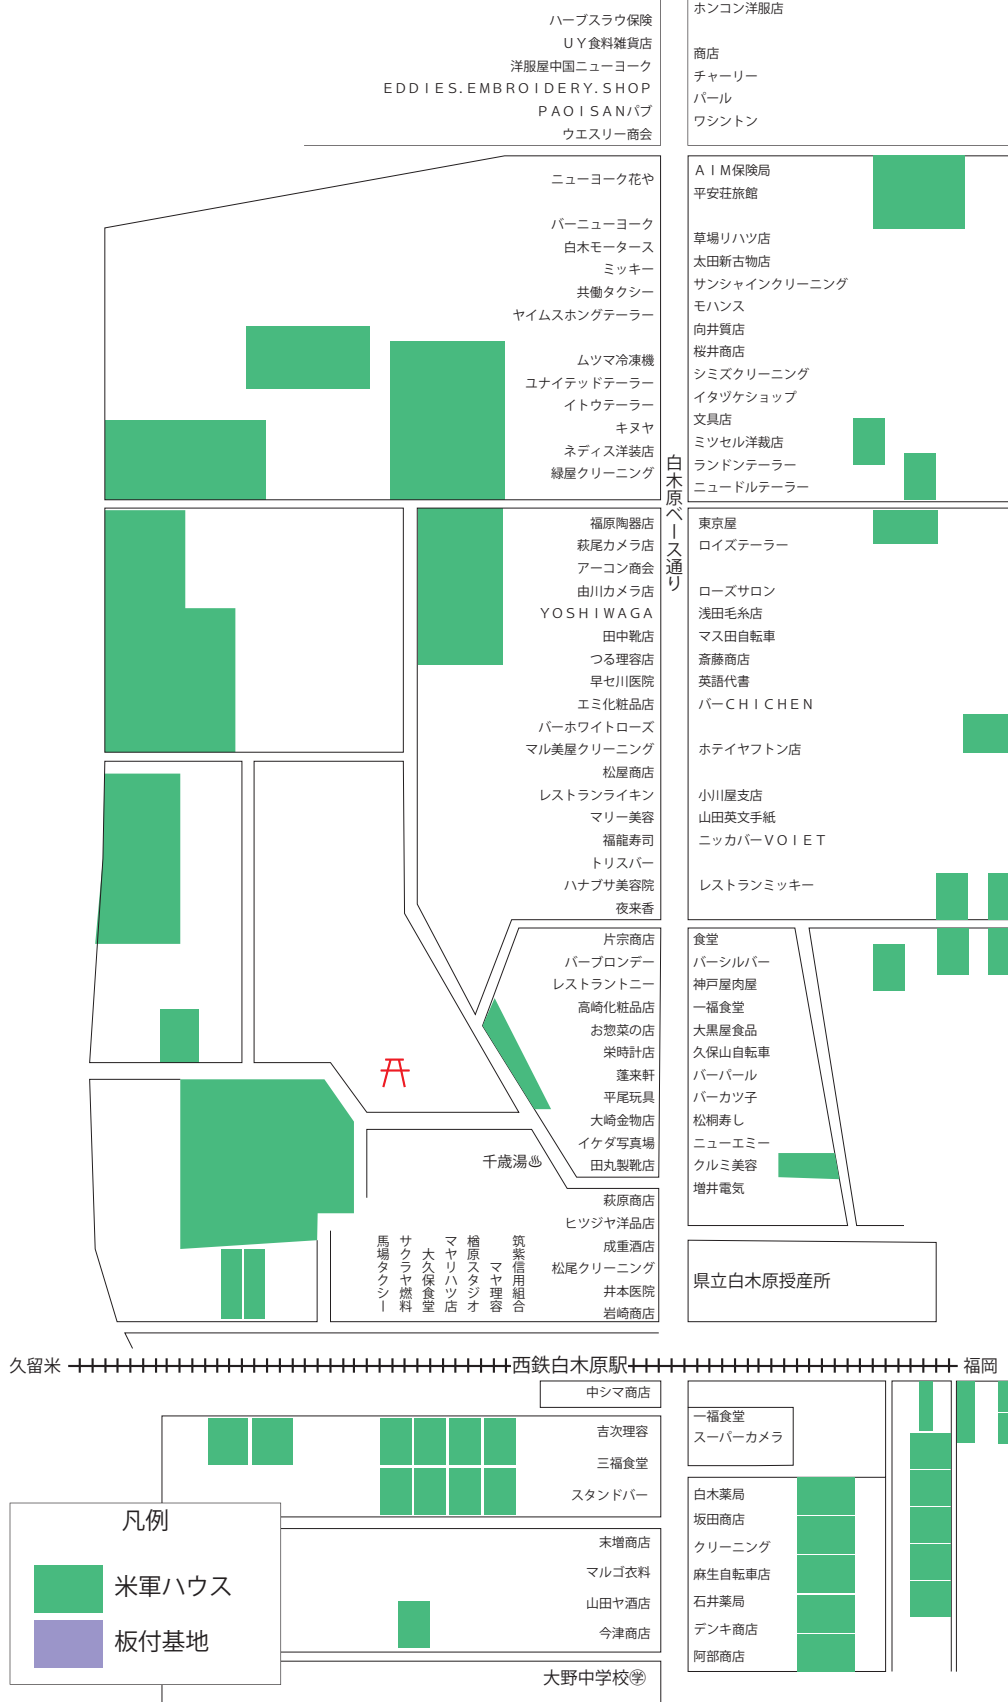 ハーブスラウ保険
ＵＹ食料雑貨店
洋服屋中国ニューヨーク
ＥＤＤＩＥＳ.ＥＭＢＲＯＩＤＥＲＹ.ＳＨＯＰ
ＰＡＯＩＳＡＮパブ
ウエスリー商会
ホンコン洋服店
商店
チャーリー
パール
ワシントン
ニューヨーク花や
バーニューヨーク
白木モータース
ミッキー
共働タクシー
ヤイムスホングテーラー
ムツマ冷凍機
ユナイテッドテーラー
イトウテーラー
キヌヤ
ネディス洋装店
緑屋クリーニング
ＡＩＭ保険局
平安荘旅館
草場リハツ店
太田新古物店
サンシャインクリーニング
モハンス
向井質店
桜井商店
シミズクリーニング
イタヅケショップ
文具店
ミツセル洋裁店
ランドンテーラー
ニュードルテーラー
白木原ベース通り
福原陶器店
萩尾カメラ店
アーコン商会
由川カメラ店
ＹＯＳＨＩＷＡＧＡ
田中靴店
つる理容店
早セ川医院
エミ化粧品店
バーホワイトローズ
マル美屋クリーニング
松屋商店
レストランライキン
マリー美容
福龍寿司
トリスバー
ハナブサ美容院
夜来香
東京屋
ロイズテーラー
ローズサロン
浅田毛糸店
マス田自転車
斎藤商店
英語代書
バーＣＨＩＣＨＥＮ
ホテイヤフトン店
小川屋支店
山田英文手紙
ニッカバーＶＯＩＥＴ
レストランミッキー
片宗商店
バーブロンデー
レストラントニー
高崎化粧品店
お惣菜の店
栄時計店
蓬来軒
平尾玩具
大崎金物店
イケダ写真場
田丸製靴店
食堂
バーシルバー
神戸屋肉屋
一福食堂
大黒屋食品
久保山自転車
バーパール
バーカツ子
松桐寿し
ニューエミー
クルミ美容
増井電気
千歳湯♨
萩原商店
ヒツジヤ洋品店
成重酒店
松尾クリーニング
井本医院
岩崎商店
筑紫信用組合
マヤ理容
楢原スタジオ
マヤリハツ店
大久保食堂
サクラヤ燃料
馬場タクシー
県立白木原授産所
久留米
西鉄白木原駅
福岡
中シマ商店
吉次理容
三福食堂
スタンドバー
一福食堂
スーパーカメラ
白木薬局
坂田商店
クリーニング
麻生自転車店
石井薬局
デンキ商店
阿部商店
末増商店
マルゴ衣料
山田ヤ酒店
今津商店
大野中学校㊫
凡例
米軍ハウス
板付基地